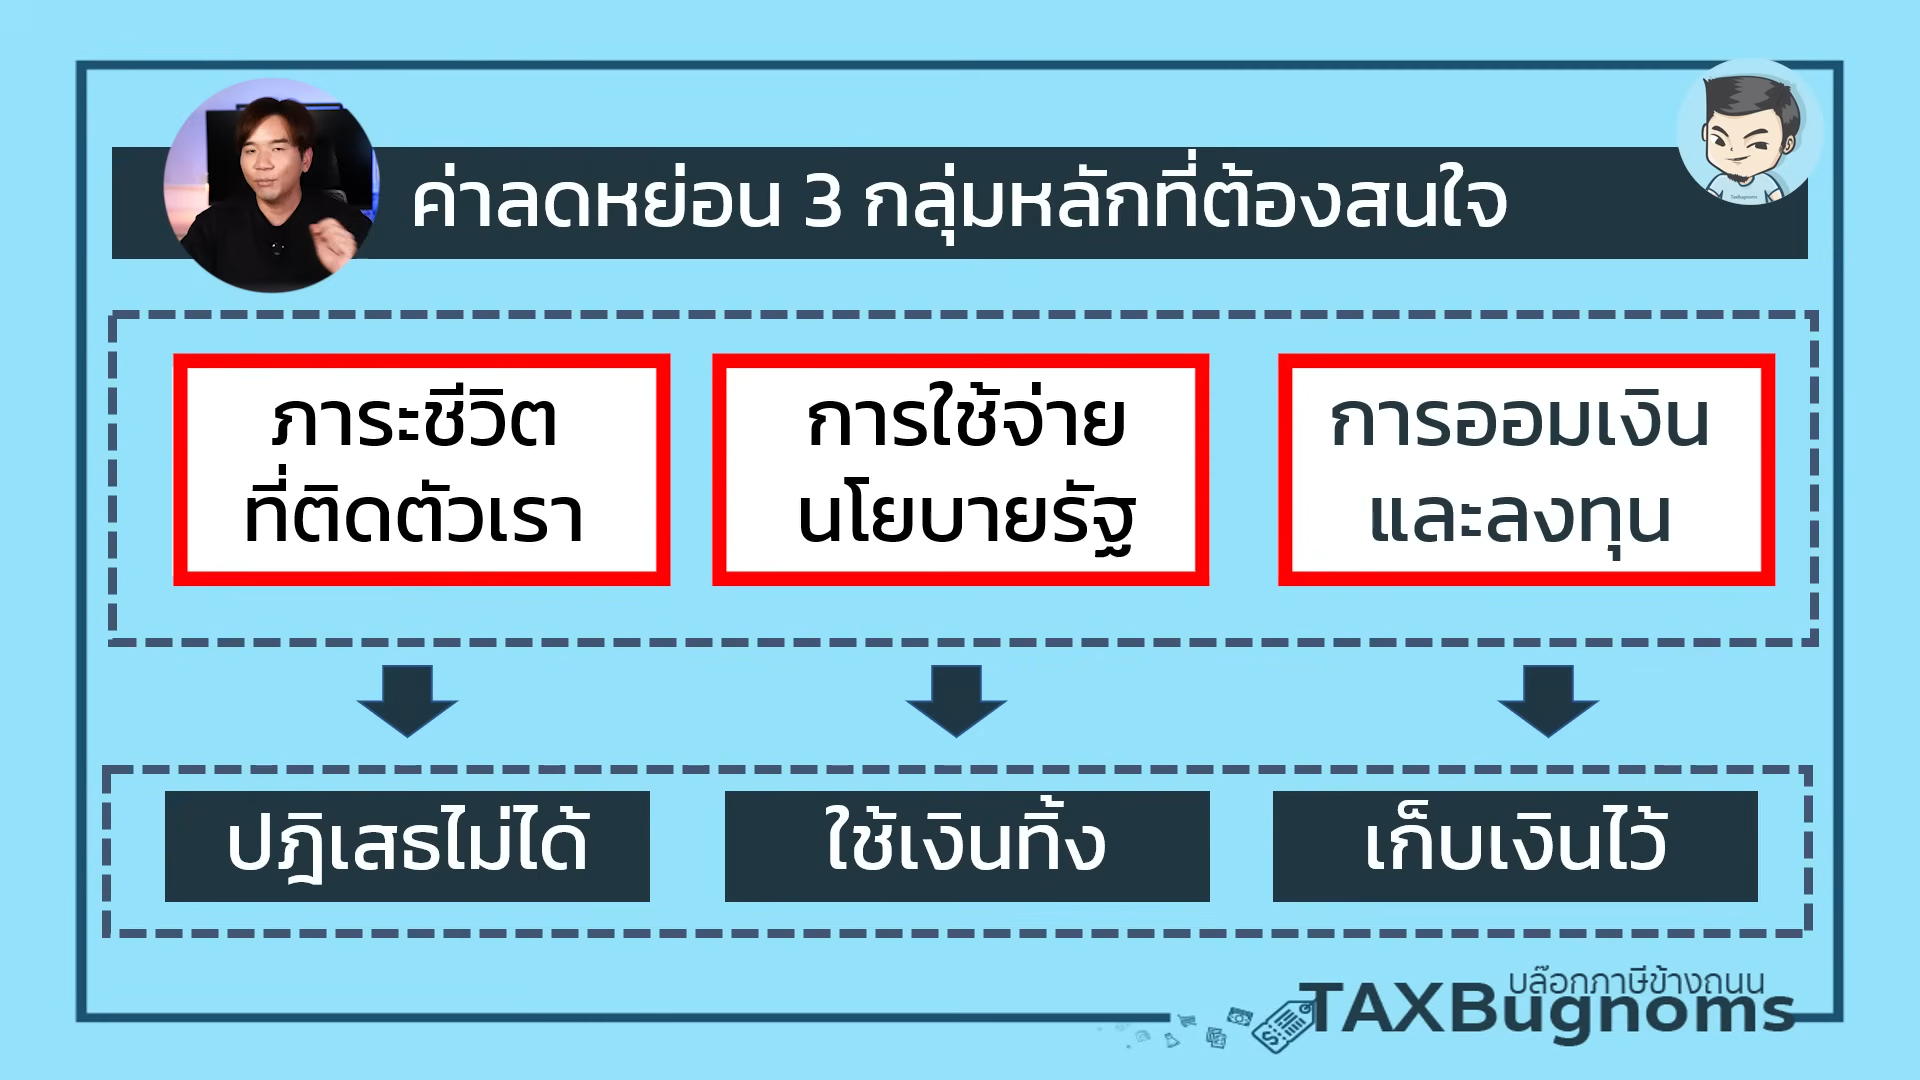 ค่าลดหย่อน 3 กลุ่มหลักที่ต้องสนใจ
ภาระชีวิต
ที่ติดตัวเรา
การใช้จ่าย
นโยบายรัฐ
การออมเงิน
และลงทุน
ปฎิเสธไม่ได้
ใช้เงินทิ้ง
เก็บเงินไว้
บล๊อกภาษีข้างถนน
TAXBugnoms